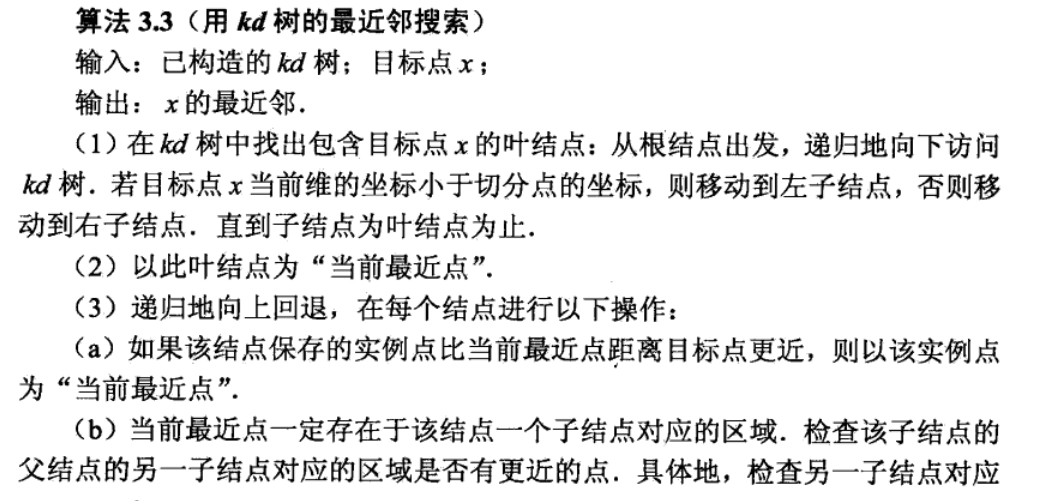 算法 3.3（用 kd 树的最近邻搜索）
输入：已构造的 kd 树；目标点 x；
输出： x 的最近邻．
（1）在 kd 树中找出包含目标点 x 的叶结点：从根结点出发，递归地向下访问
kd 树．若目标点 x 当前维的坐标小于切分点的坐标，则移动到左子结点，否则移
动到右子结点．直到子结点为叶结点为止．
（2）以此叶结点为“当前最近点”．
（3）递归地向上回退，在每个结点进行以下操作：
（a）如果该结点保存的实例点比当前最近点距离目标点更近，则以该实例点
为“当前最近点”．
（b）当前最近点一定存在于该结点一个子结点对应的区域．检查该子结点的
父结点的另一子结点对应的区域是否有更近的点．具体地，检查另一子结点对应